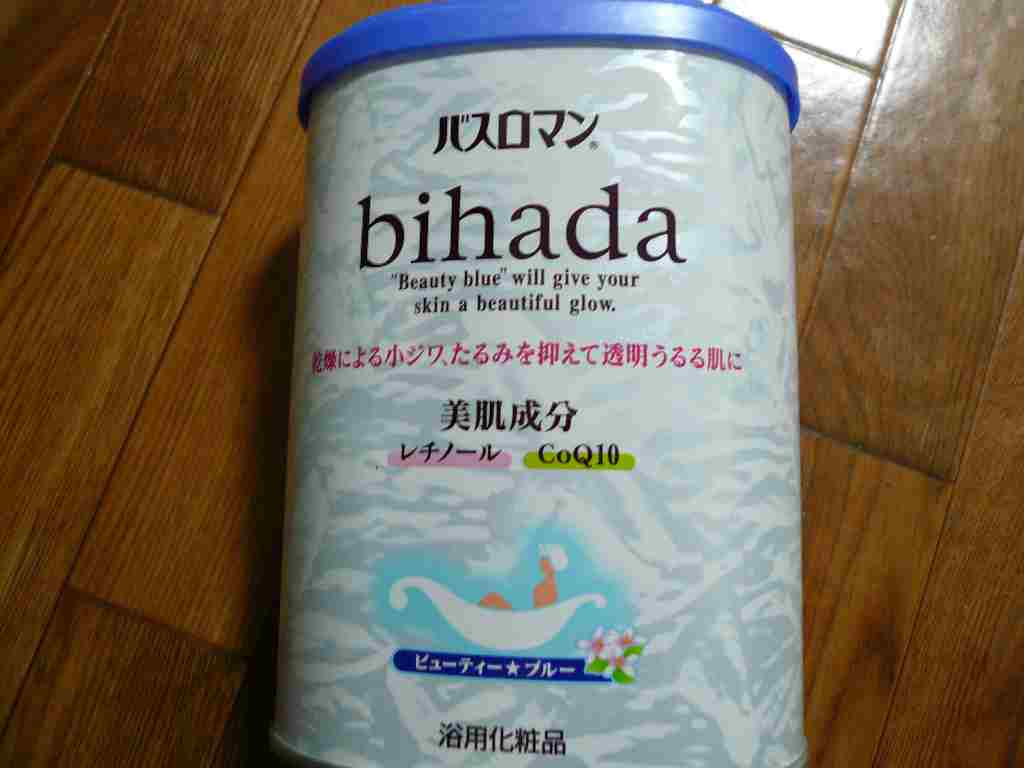 バスロマン®
bihada
"Beauty blue" will give your
skin a beautiful glow.
乾燥による小ジワ、たるみを抑えて透明うるる肌に
美肌成分
レチノール CoQ10
ビューティー★ブルー
浴用化粧品